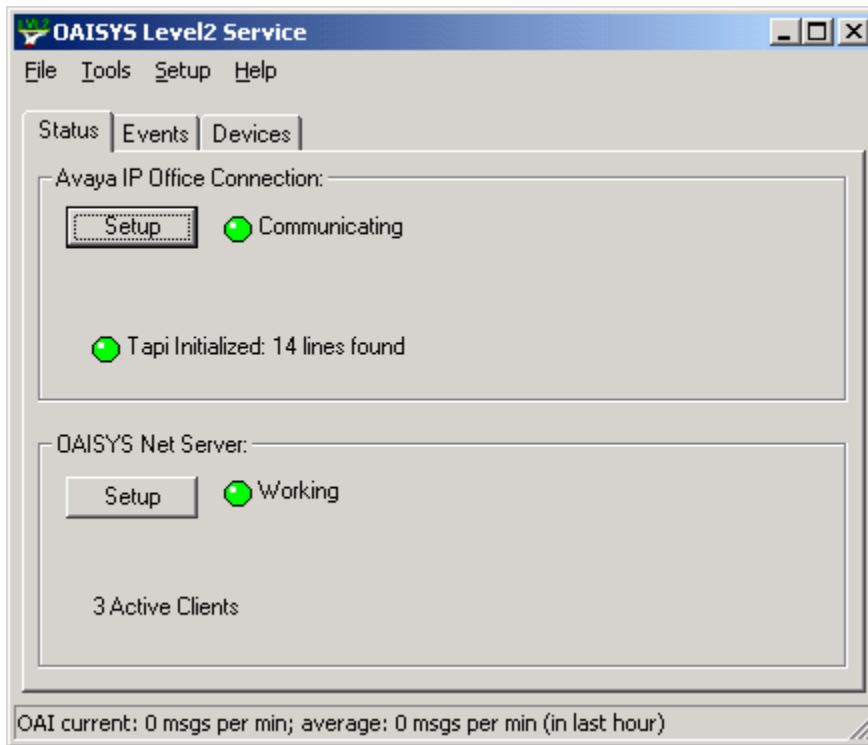 LVL2
OAISYS Level2 Service
File Tools Setup Help
Status Events Devices
Avaya IP Office Connection:
Setup Communicating
Tapi Initialized: 14 lines found
OAISYS Net Server:
Setup Working
3 Active Clients
OAI current: 0 msgs per min; average: 0 msgs per min (in last hour)